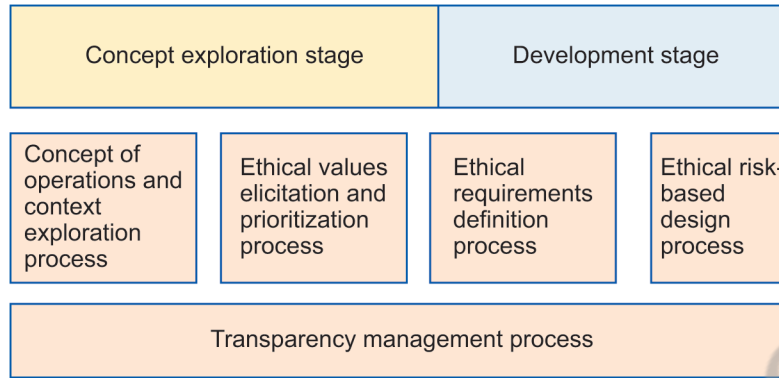 Concept exploration stage
Development stage
Concept of
operations and
context
exploration
process
Ethical values
elicitation and
prioritization
process
Ethical
requirements
definition
process
Ethical risk-
based
design
process
Transparency management process